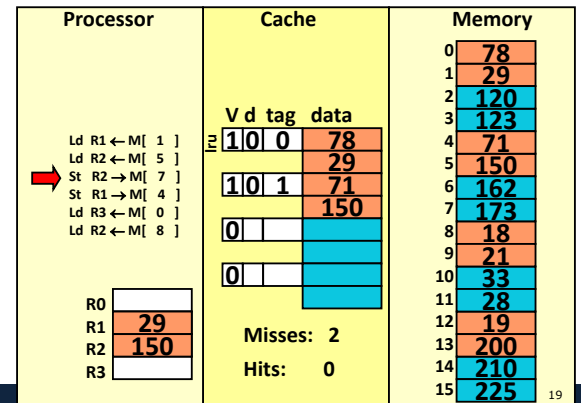 Processor
Ld R1 ← M[ 1 ]
Ld R2 ← M[ 5 ]
St R2 → M[ 7 ]
St R1 → M[ 4 ]
Ld R3 ← M[ 0 ]
Ld R2 ← M[ 8 ]
R0
R1 29
R2 150
R3
Cache
V d tag data
lru 1 0 0 78
29
1 0 1 71
150
0
0
Misses: 2
Hits: 0
Memory
0 78
1 29
2 120
3 123
4 71
5 150
6 162
7 173
8 18
9 21
10 33
11 28
12 19
13 200
14 210
15 225
19